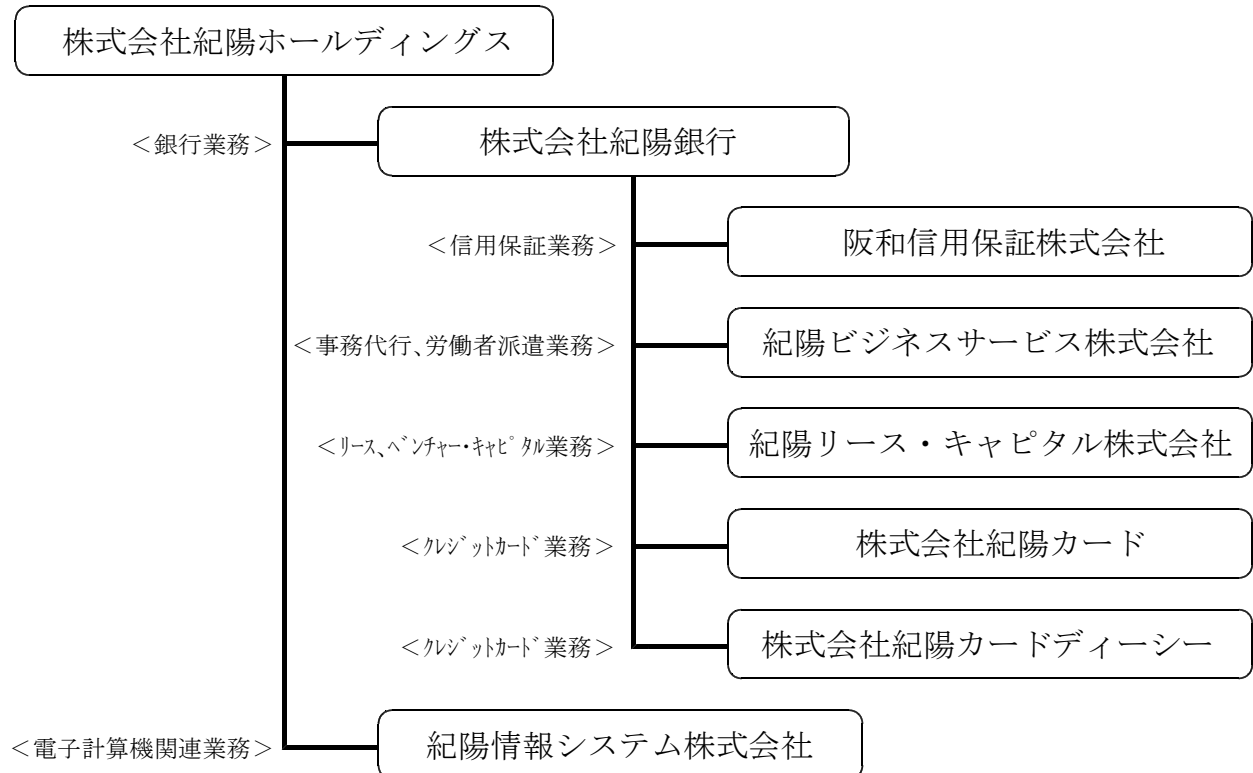 株式会社紀陽ホールディングス
＜銀行業務＞
株式会社紀陽銀行
＜信用保証業務＞
阪和信用保証株式会社
＜事務代行、労働者派遣業務＞
紀陽ビジネスサービス株式会社
＜ﾘｰｽ、ﾍﾞﾝﾁｬｰ・ｷｬﾋﾟﾀﾙ業務＞
紀陽リース・キャピタル株式会社
＜ｸﾚｼﾞｯﾄｶｰﾄﾞ業務＞
株式会社紀陽カード
＜ｸﾚｼﾞｯﾄｶｰﾄﾞ業務＞
株式会社紀陽カードディーシー
＜電子計算機関連業務＞
紀陽情報システム株式会社